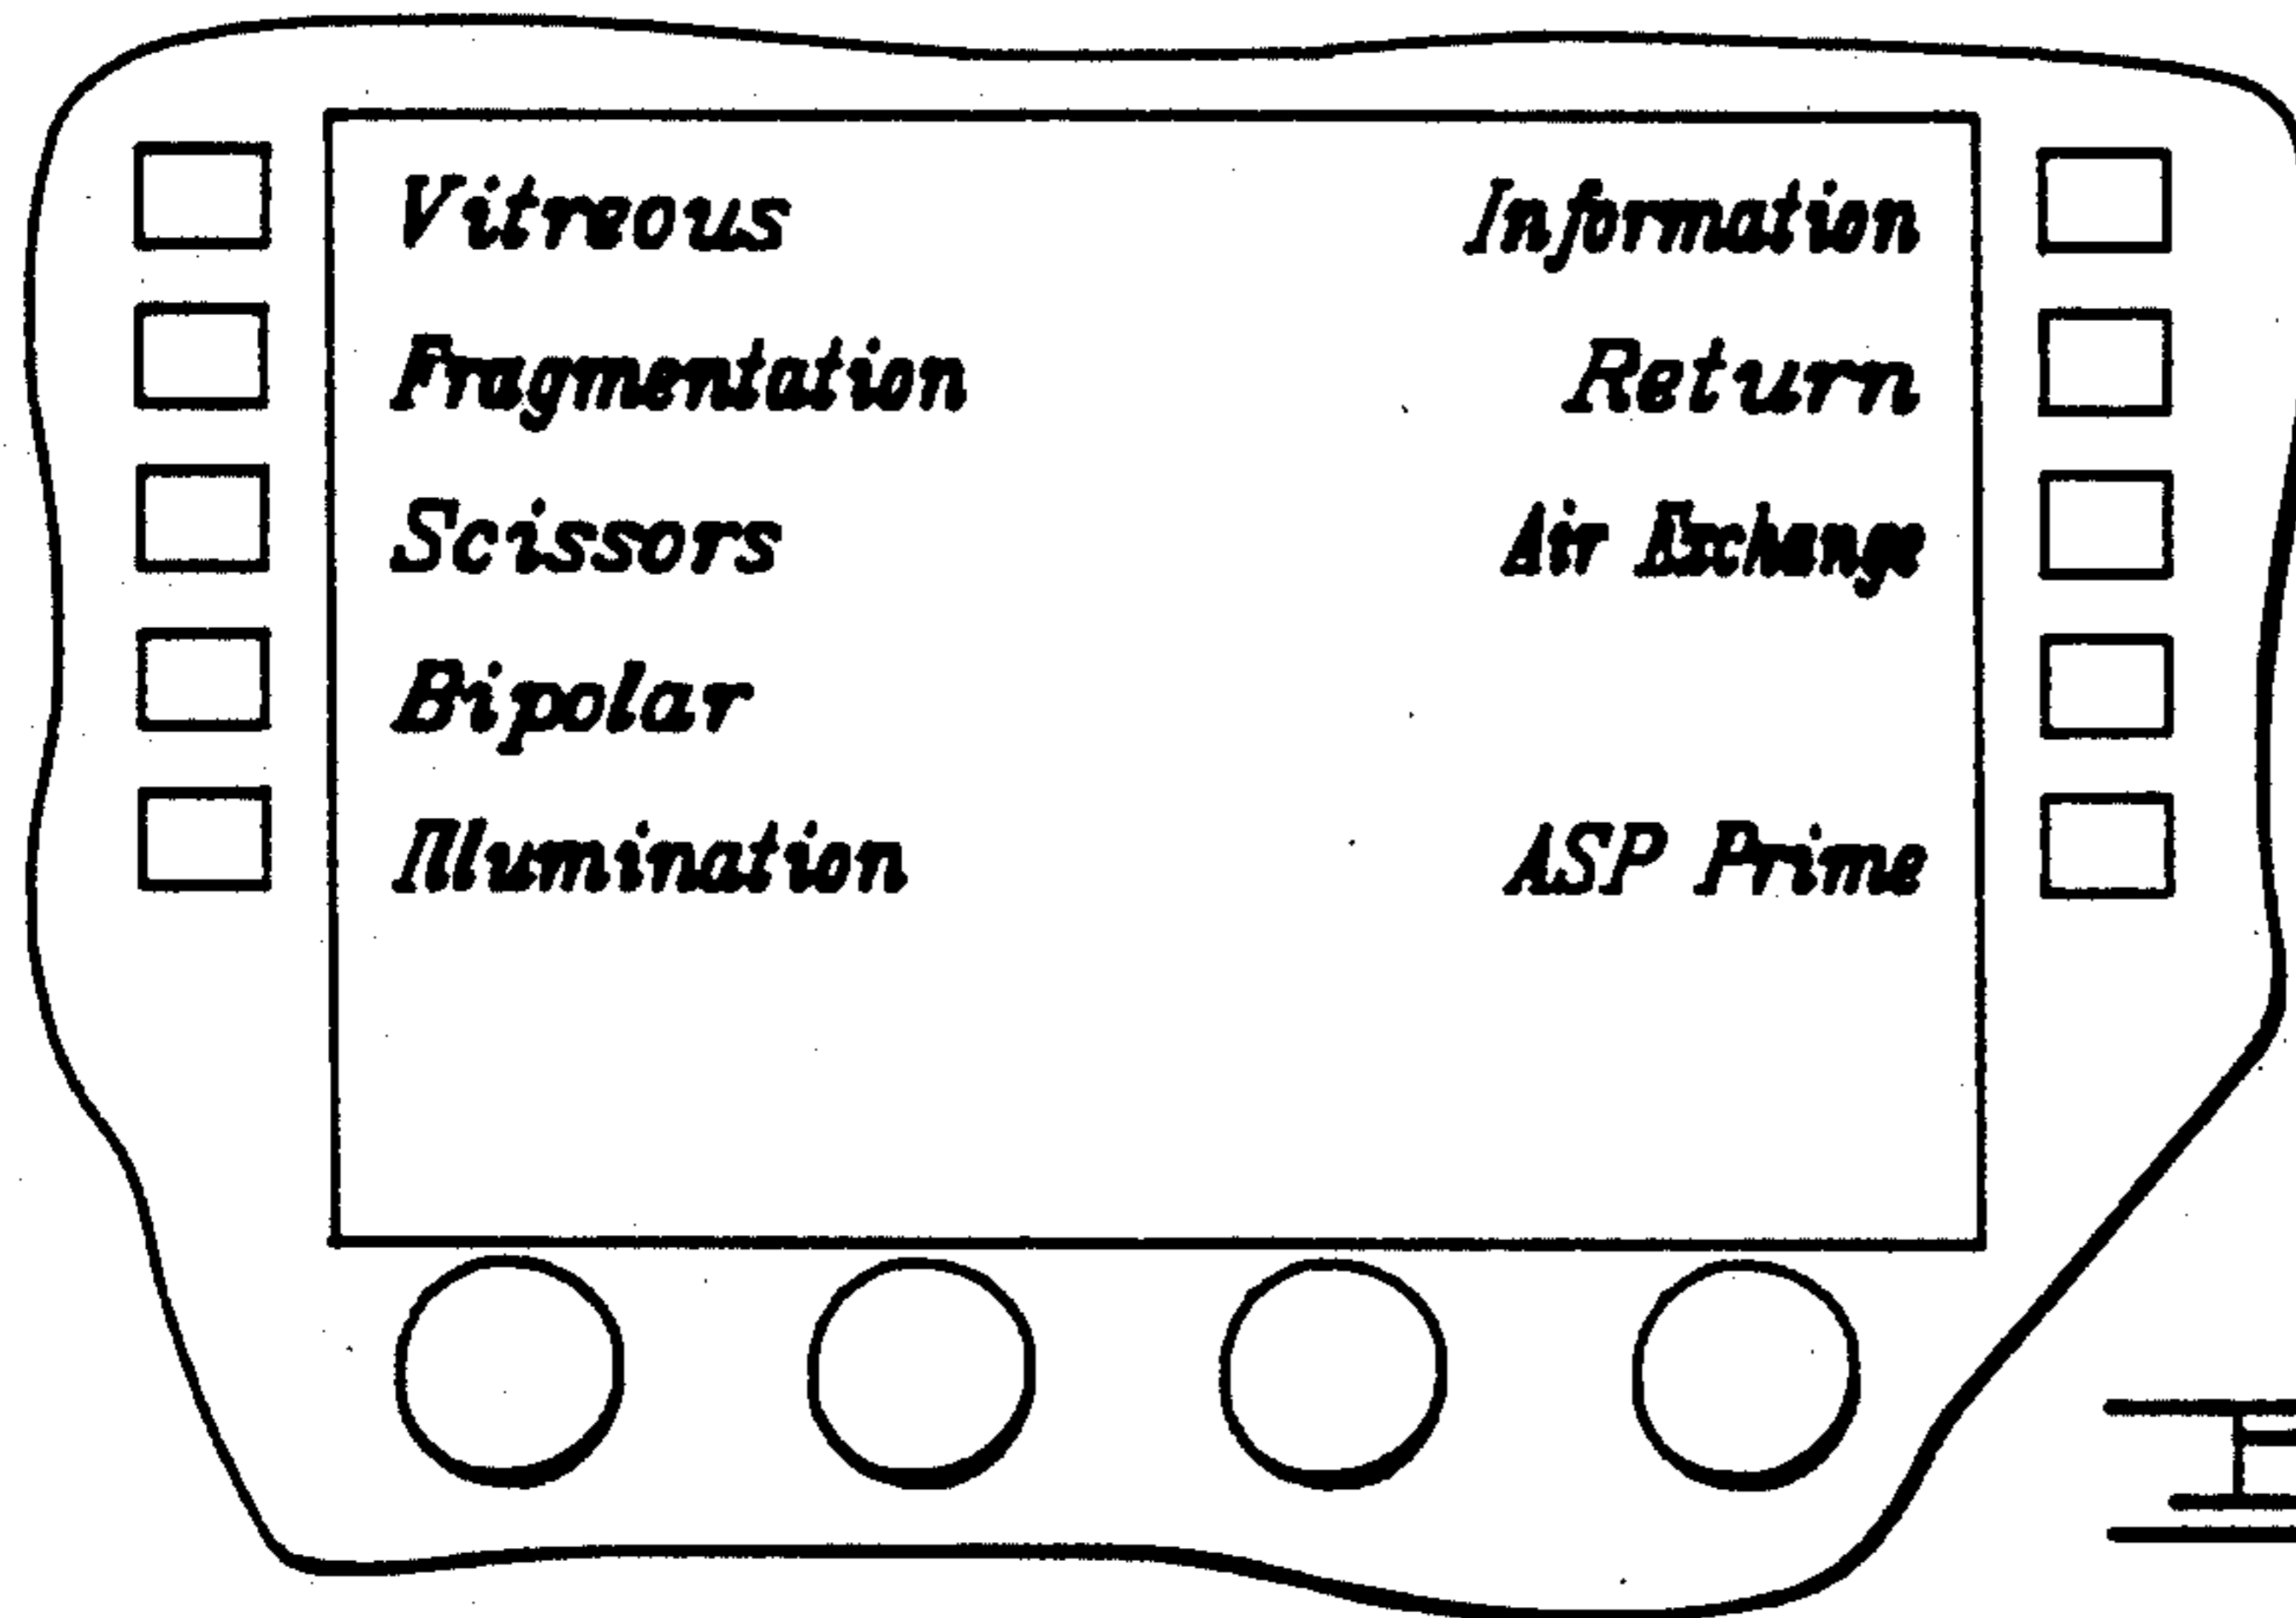 Vitreous
Information
Fragmentation
Return
Scissors
Air Exchange
Bipolar
Illumination
ASP Prime